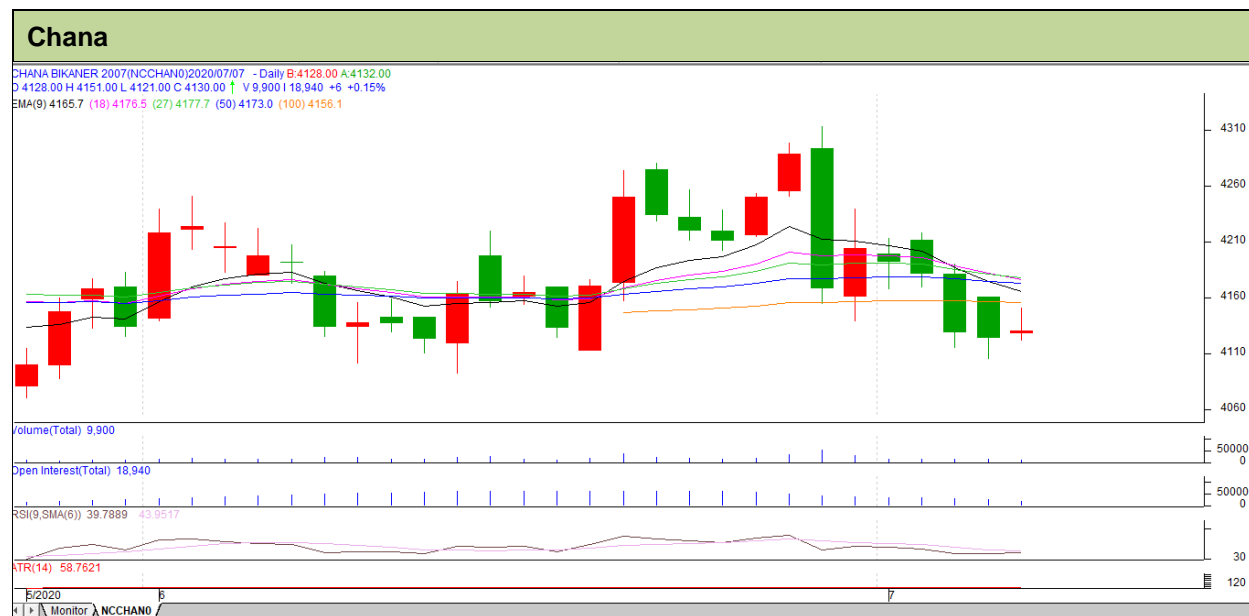 Chana
CHANA BIKANER 2007(NCCHAN0)2020/07/07 - Daily B:4128.00 A:4132.00
O 4128.00 H 4151.00 L 4121.00 C 4130.00 V 9,900 I 18,940 +6 +0.15%
EMA(9) 4165.7 (18) 4176.5 (27) 4177.7 (50) 4173.0 (100) 4156.1
4310
4260
4210
4160
4110
4060
Volume(Total) 9,900
50000
0
Open Interest(Total) 18,940
50000
0
RSI(9,SMA(6)) 39.7889 43.9517
30
ATR(14) 58.7621
120
5/2020 6 7
Monitor NCCHAN0